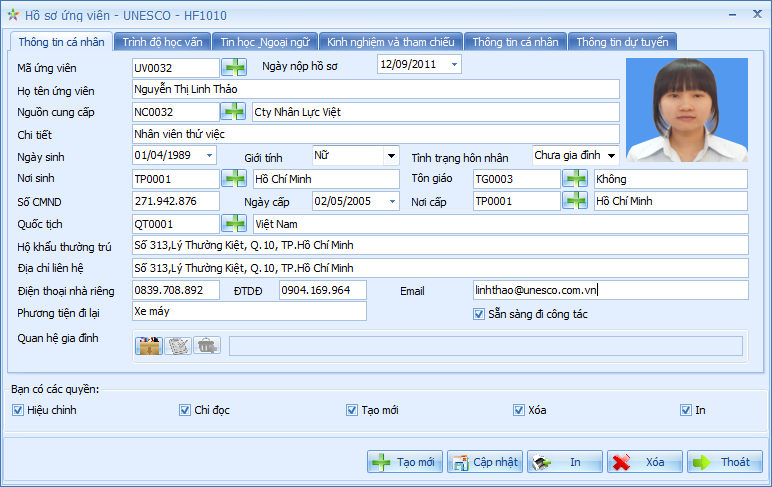 Hồ sơ ứng viên - UNESCO - HF1010
Thông tin cá nhân Trình độ học vấn Tin học_Ngoại ngữ Kinh nghiệm và tham chiếu Thông tin cá nhân Thông tin dự tuyển
Mã ứng viên UV0032 Ngày nộp hồ sơ 12/09/2011
Họ tên ứng viên Nguyễn Thị Linh Thảo
Nguồn cung cấp NC0032 Cty Nhân Lực Việt
Chi tiết Nhân viên thử việc
Ngày sinh 01/04/1989 Giới tính Nữ Tình trạng hôn nhân Chưa gia đình
Nơi sinh TP0001 Hồ Chí Minh Tôn giáo TG0003 Không
Số CMND 271.942.876 Ngày cấp 02/05/2005 Nơi cấp TP0001 Hồ Chí Minh
Quốc tịch QT0001 Việt Nam
Hộ khẩu thường trú Số 313,Lý Thường Kiệt, Q.10, TP.Hồ Chí Minh
Địa chỉ liên hệ Số 313,Lý Thường Kiệt, Q.10, TP.Hồ Chí Minh
Điện thoại nhà riêng 0839.708.892 ĐTDĐ 0904.169.964 Email linhthao@unesco.com.vn
Phương tiện đi lại Xe máy Sẵn sàng đi công tác
Quan hệ gia đình
Bạn có các quyền:
Hiệu chỉnh Chỉ đọc Tạo mới Xóa In
Tạo mới Cập nhật In Xóa Thoát